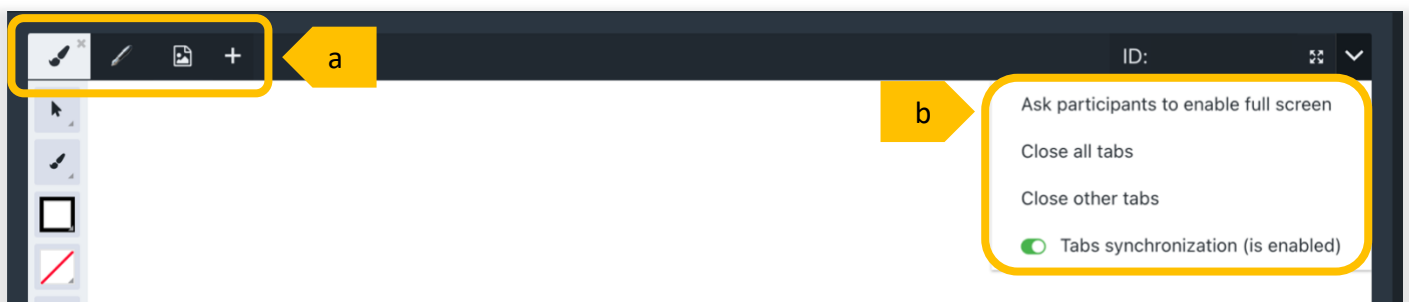 a
ID:
b
Ask participants to enable full screen
Close all tabs
Close other tabs
Tabs synchronization (is enabled)